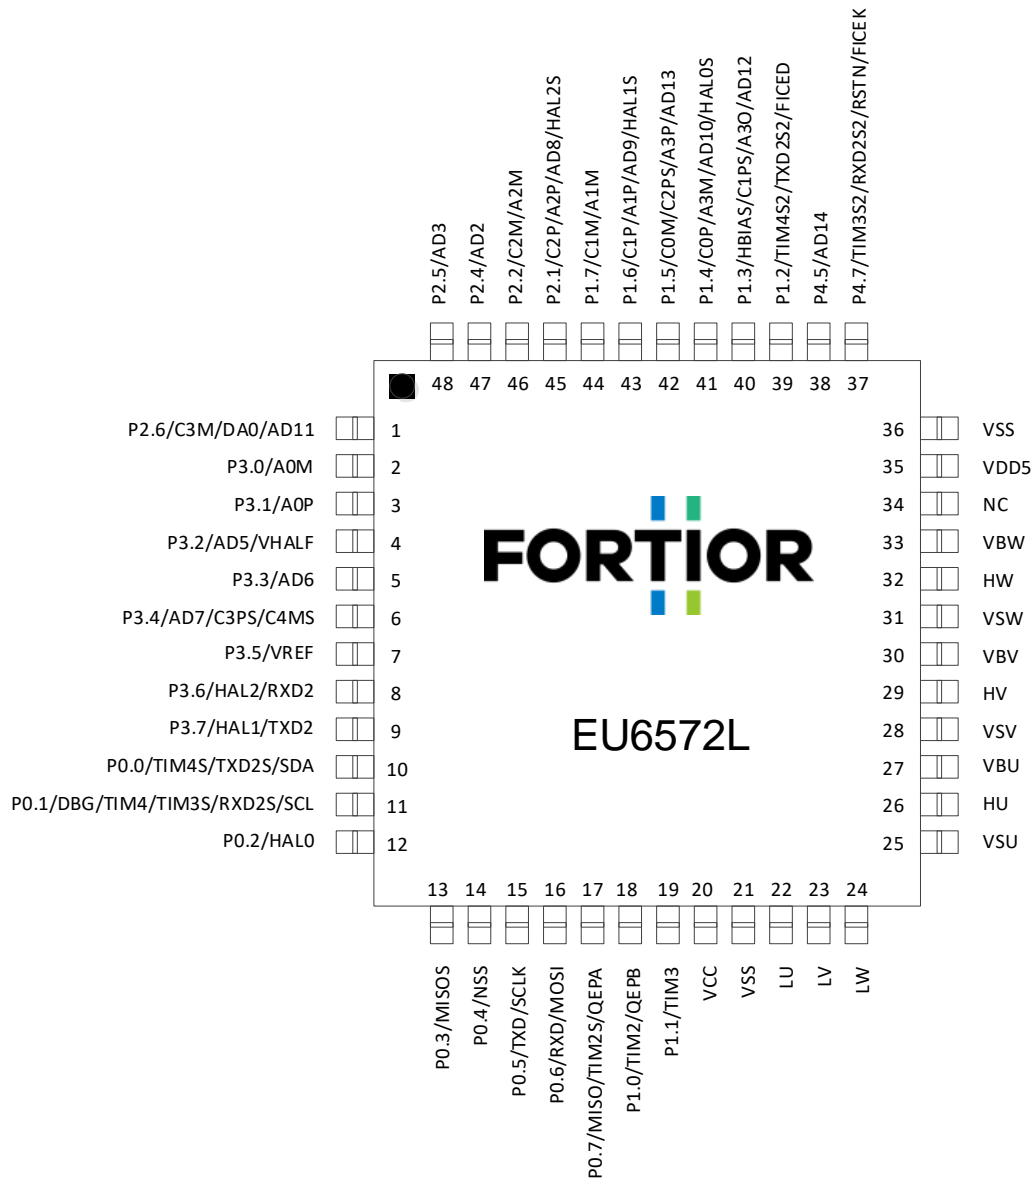 P2.5/AD3
P2.4/AD2
P2.2/C2M/A2M
P2.1/C2P/A2P/AD8/HAL2S
P1.7/C1M/A1M
P1.6/C1P/A1P/AD9/HAL1S
P1.5/C0M/C2PS/A3P/AD13
P1.4/C0P/A3M/AD10/HAL0S
P1.3/HBIAS/C1PS/A3O/AD12
P1.2/TIM4S2/TXD2S2/FICED
P4.5/AD14
P4.7/TIM3S2/RXD2S2/RSTN/FICEK
48 47 46 45 44 43 42 41 40 39 38 37
P2.6/C3M/DA0/AD11 1
P3.0/A0M 2
P3.1/A0P 3
P3.2/AD5/VHALF 4
P3.3/AD6 5
P3.4/AD7/C3PS/C4MS 6
P3.5/VREF 7
P3.6/HAL2/RXD2 8
P3.7/HAL1/TXD2 9
P0.0/TIM4S/TXD2S/SDA 10
P0.1/DBG/TIM4/TIM3S/RXD2S/SCL 11
P0.2/HAL0 12
FORTIOR
EU6572L
36 VSS
35 VDD5
34 NC
33 VBW
32 HW
31 VSW
30 VBV
29 HV
28 VSV
27 VBU
26 HU
25 VSU
13 14 15 16 17 18 19 20 21 22 23 24
P0.3/MISOS
P0.4/NSS
P0.5/TXD/SCLK
P0.6/RXD/MOSI
P0.7/MISO/TIM2S/QEPA
P1.0/TIM2/QEPB
P1.1/TIM3
VCC
VSS
LU
LV
LW